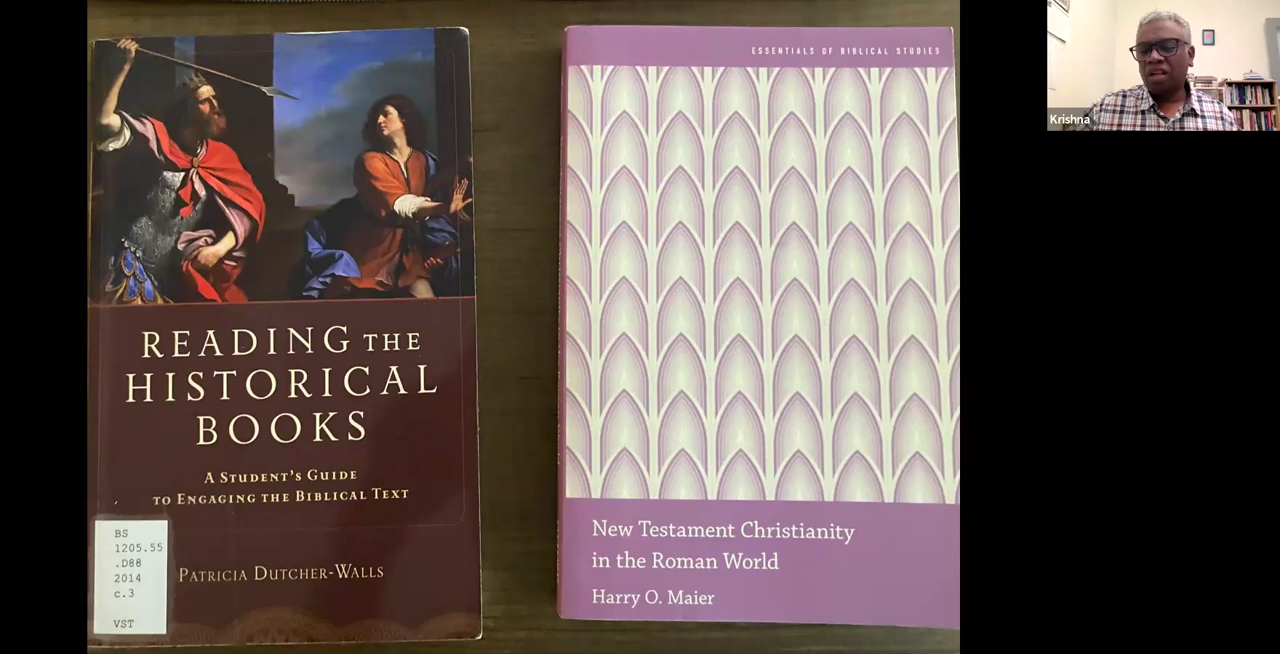 READING THE
HISTORICAL
BOOKS
A STUDENT'S GUIDE
TO ENGAGING THE BIBLICAL TEXT
BS
1205.55
.D88
2014
c.3
VST
PATRICIA DUTCHER-WALLS
ESSENTIALS OF BIBLICAL STUDIES
New Testament Christianity
in the Roman World
Harry O. Maier
Krishna